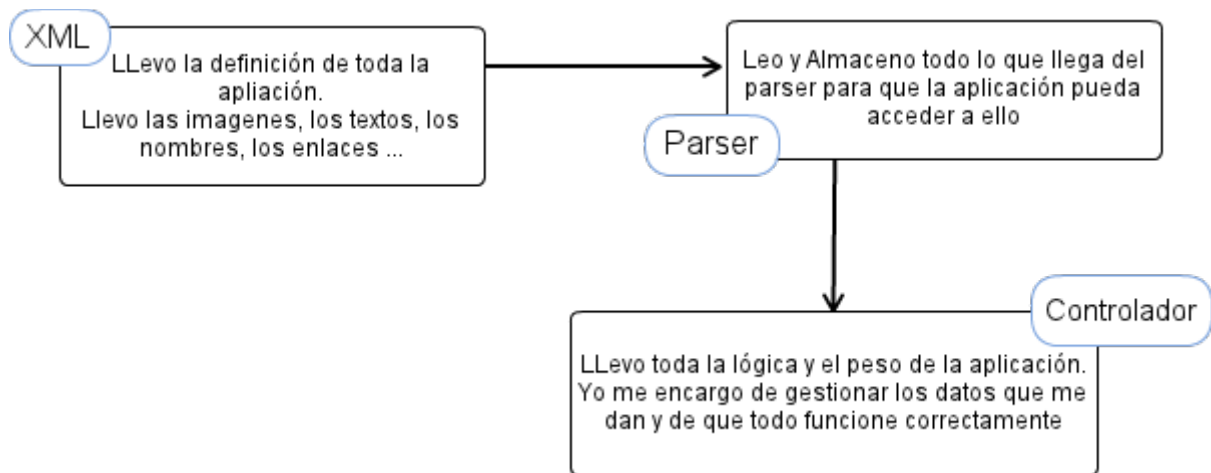 XML
LLevo la definición de toda la
apliación.
Llevo las imagenes, los textos, los
nombres, los enlaces ...
Leo y Almaceno todo lo que llega del
parser para que la aplicación pueda
acceder a ello
Parser
Controlador
LLevo toda la lógica y el peso de la aplicación.
Yo me encargo de gestionar los datos que me
dan y de que todo funcione correctamente